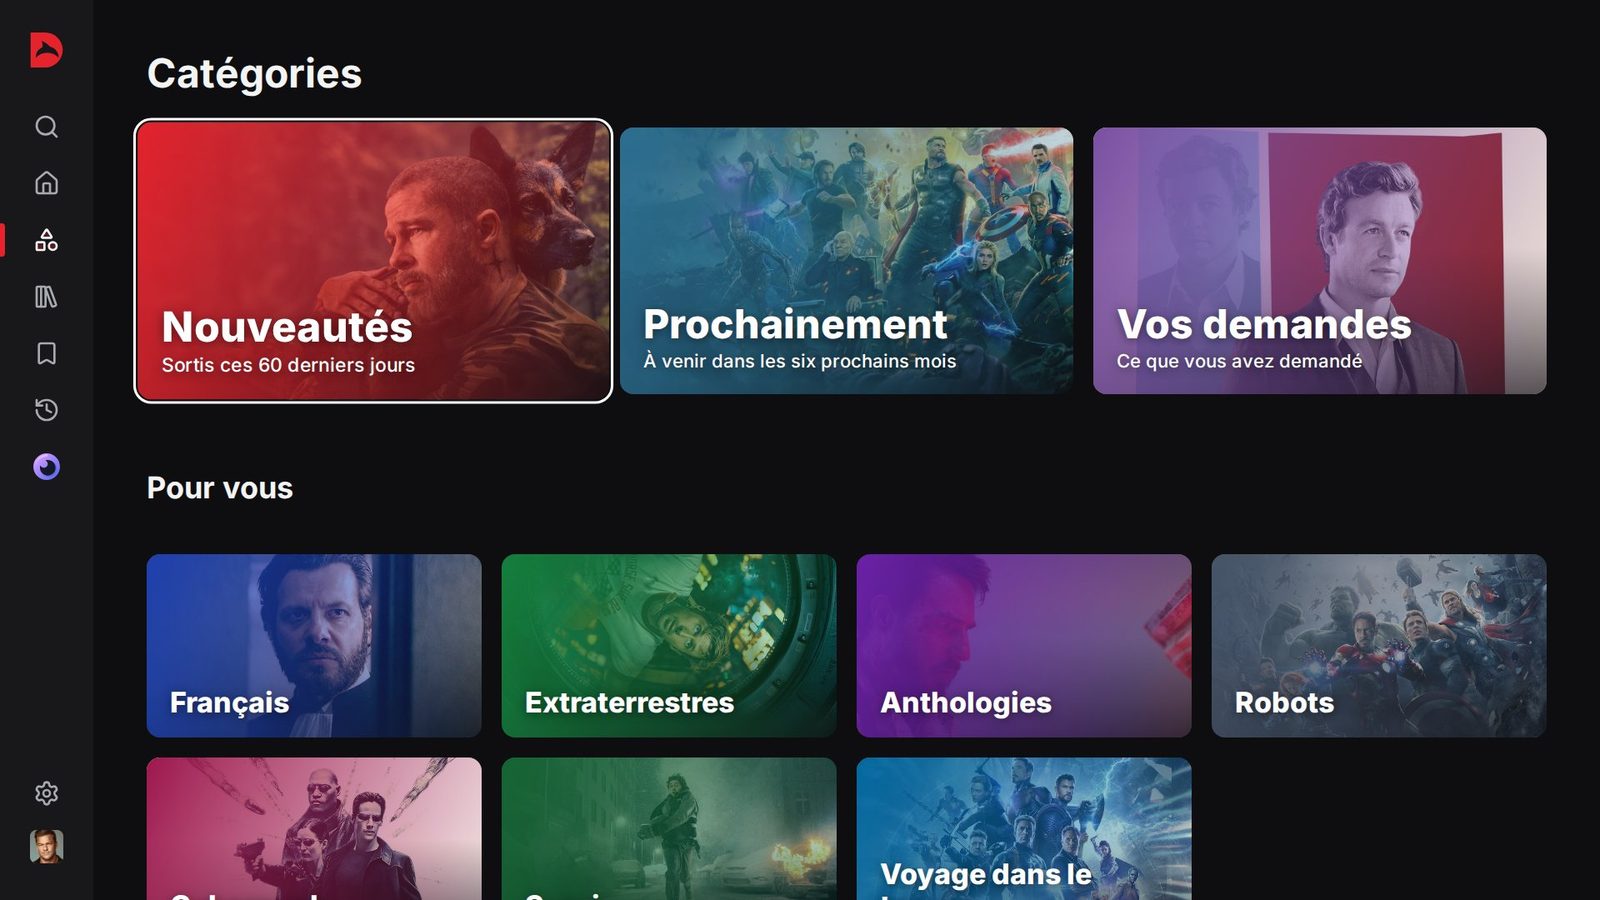 Catégories
Nouveautés
Sortis ces 60 derniers jours
Prochainement
À venir dans les six prochains mois
Vos demandes
Ce que vous avez demandé
Pour vous
Français
Extraterrestres
Anthologies
Robots
Voyage dans le